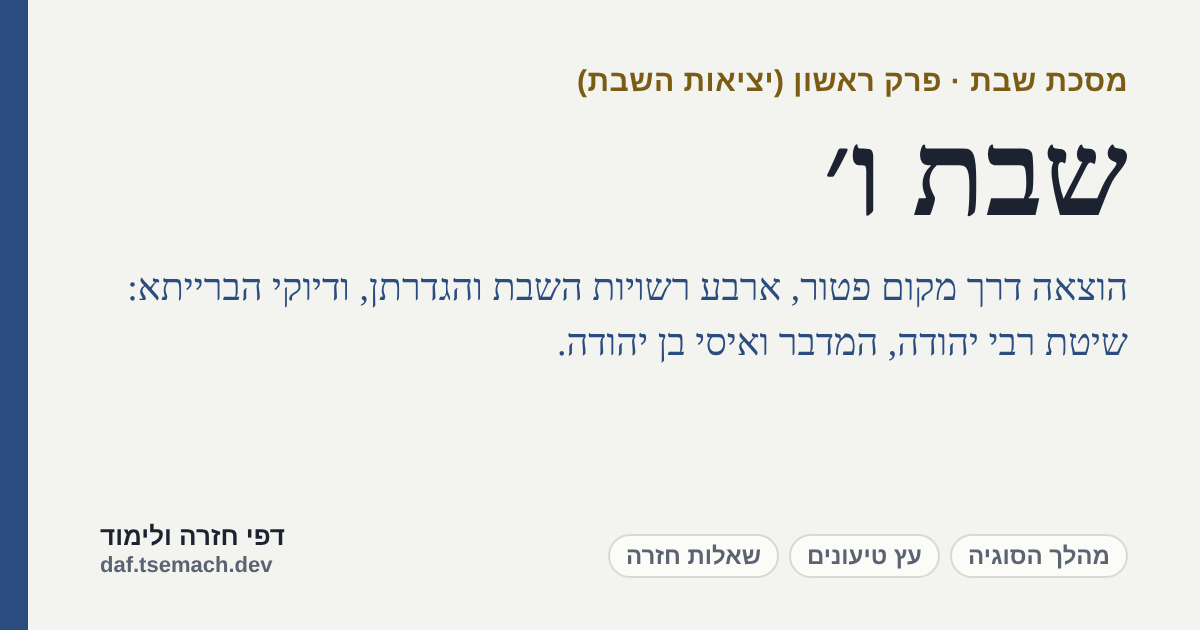 מסכת שבת · פרק ראשון (יציאות השבת)
שבת ו׳
הוצאה דרך מקום פטור, ארבע רשויות השבת והגדרתן, ודיוקי הברייתא:
שיטת רבי יהודה, המדבר ואיסי בן יהודה.
מהלך הסוגיה
עץ טיעונים
שאלות חזרה
דפי חזרה ולימוד
daf.tsemach.dev